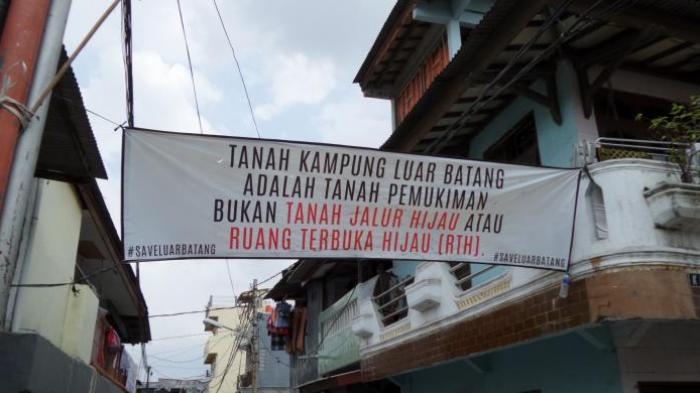 TANAH KAMPUNG LUAR BATANG
ADALAH TANAH PEMUKIMAN
BUKAN TANAH JALUR HIJAU ATAU
RUANG TERBUKA HIJAU (RTH).
#SAVELUARBATANG
#SAVELUARBATANG